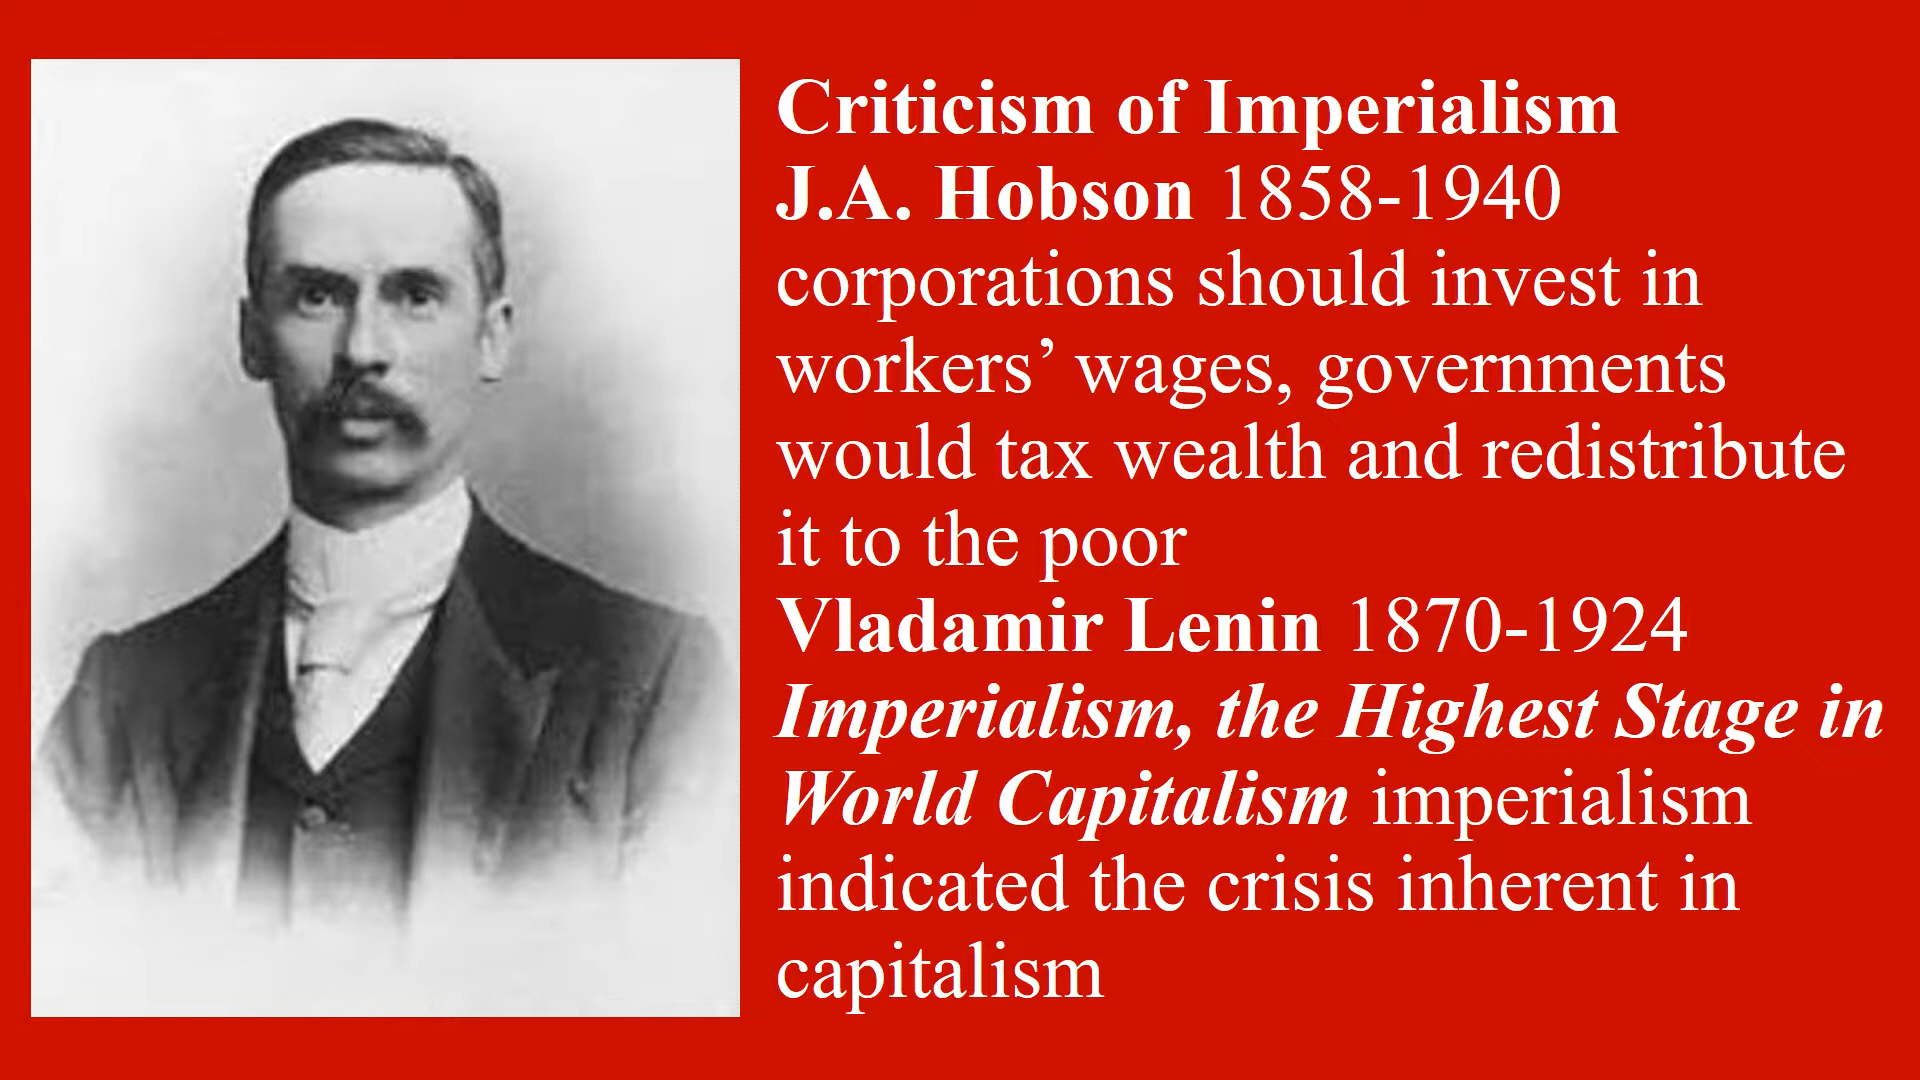 Criticism of Imperialism
J.A. Hobson 1858-1940
corporations should invest in
workers’ wages, governments
would tax wealth and redistribute
it to the poor
Vladamir Lenin 1870-1924
Imperialism, the Highest Stage in
World Capitalism imperialism
indicated the crisis inherent in
capitalism